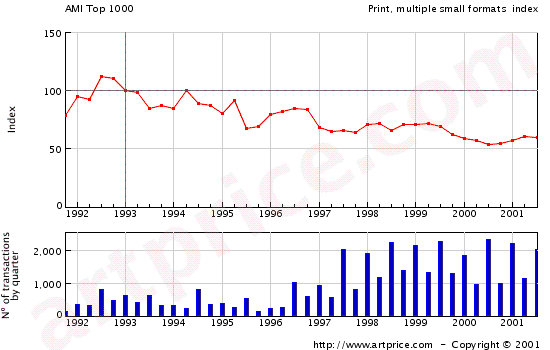 AMI Top 1000
Print, multiple small formats index
150
100
50
0
Index
1992 1993 1994 1995 1996 1997 1998 1999 2000 2001
2,000
1,000
N° of transactions
by quarter
1992 1993 1994 1995 1996 1997 1998 1999 2000 2001
artprice.com
http://www.artprice.com - Copyright © 2001